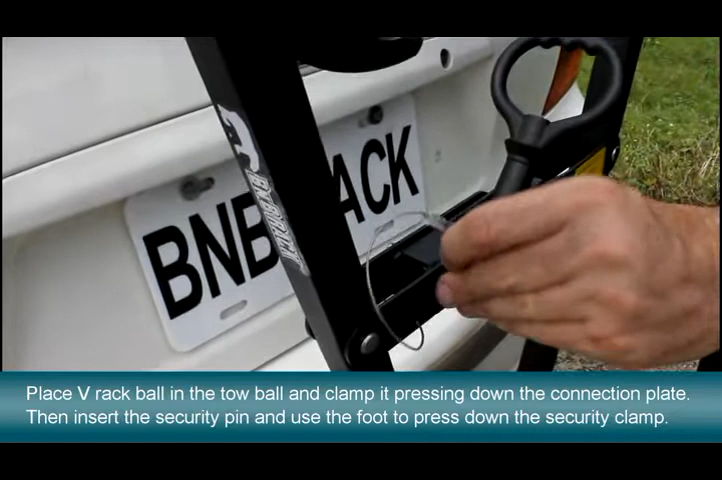 BNB
ACK
Place V rack ball in the tow ball and clamp it pressing down the connection plate.
Then insert the security pin and use the foot to press down the security clamp.